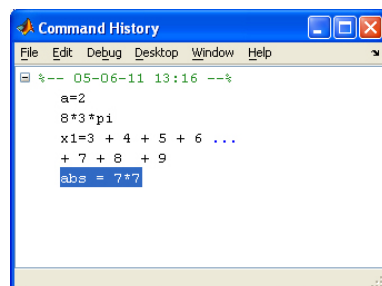 Command History
File Edit Debug Desktop Window Help
%-- 05-06-11 13:16 --%
a=2
8*3*pi
x1=3 + 4 + 5 + 6 ...
+ 7 + 8 + 9
abs = 7*7